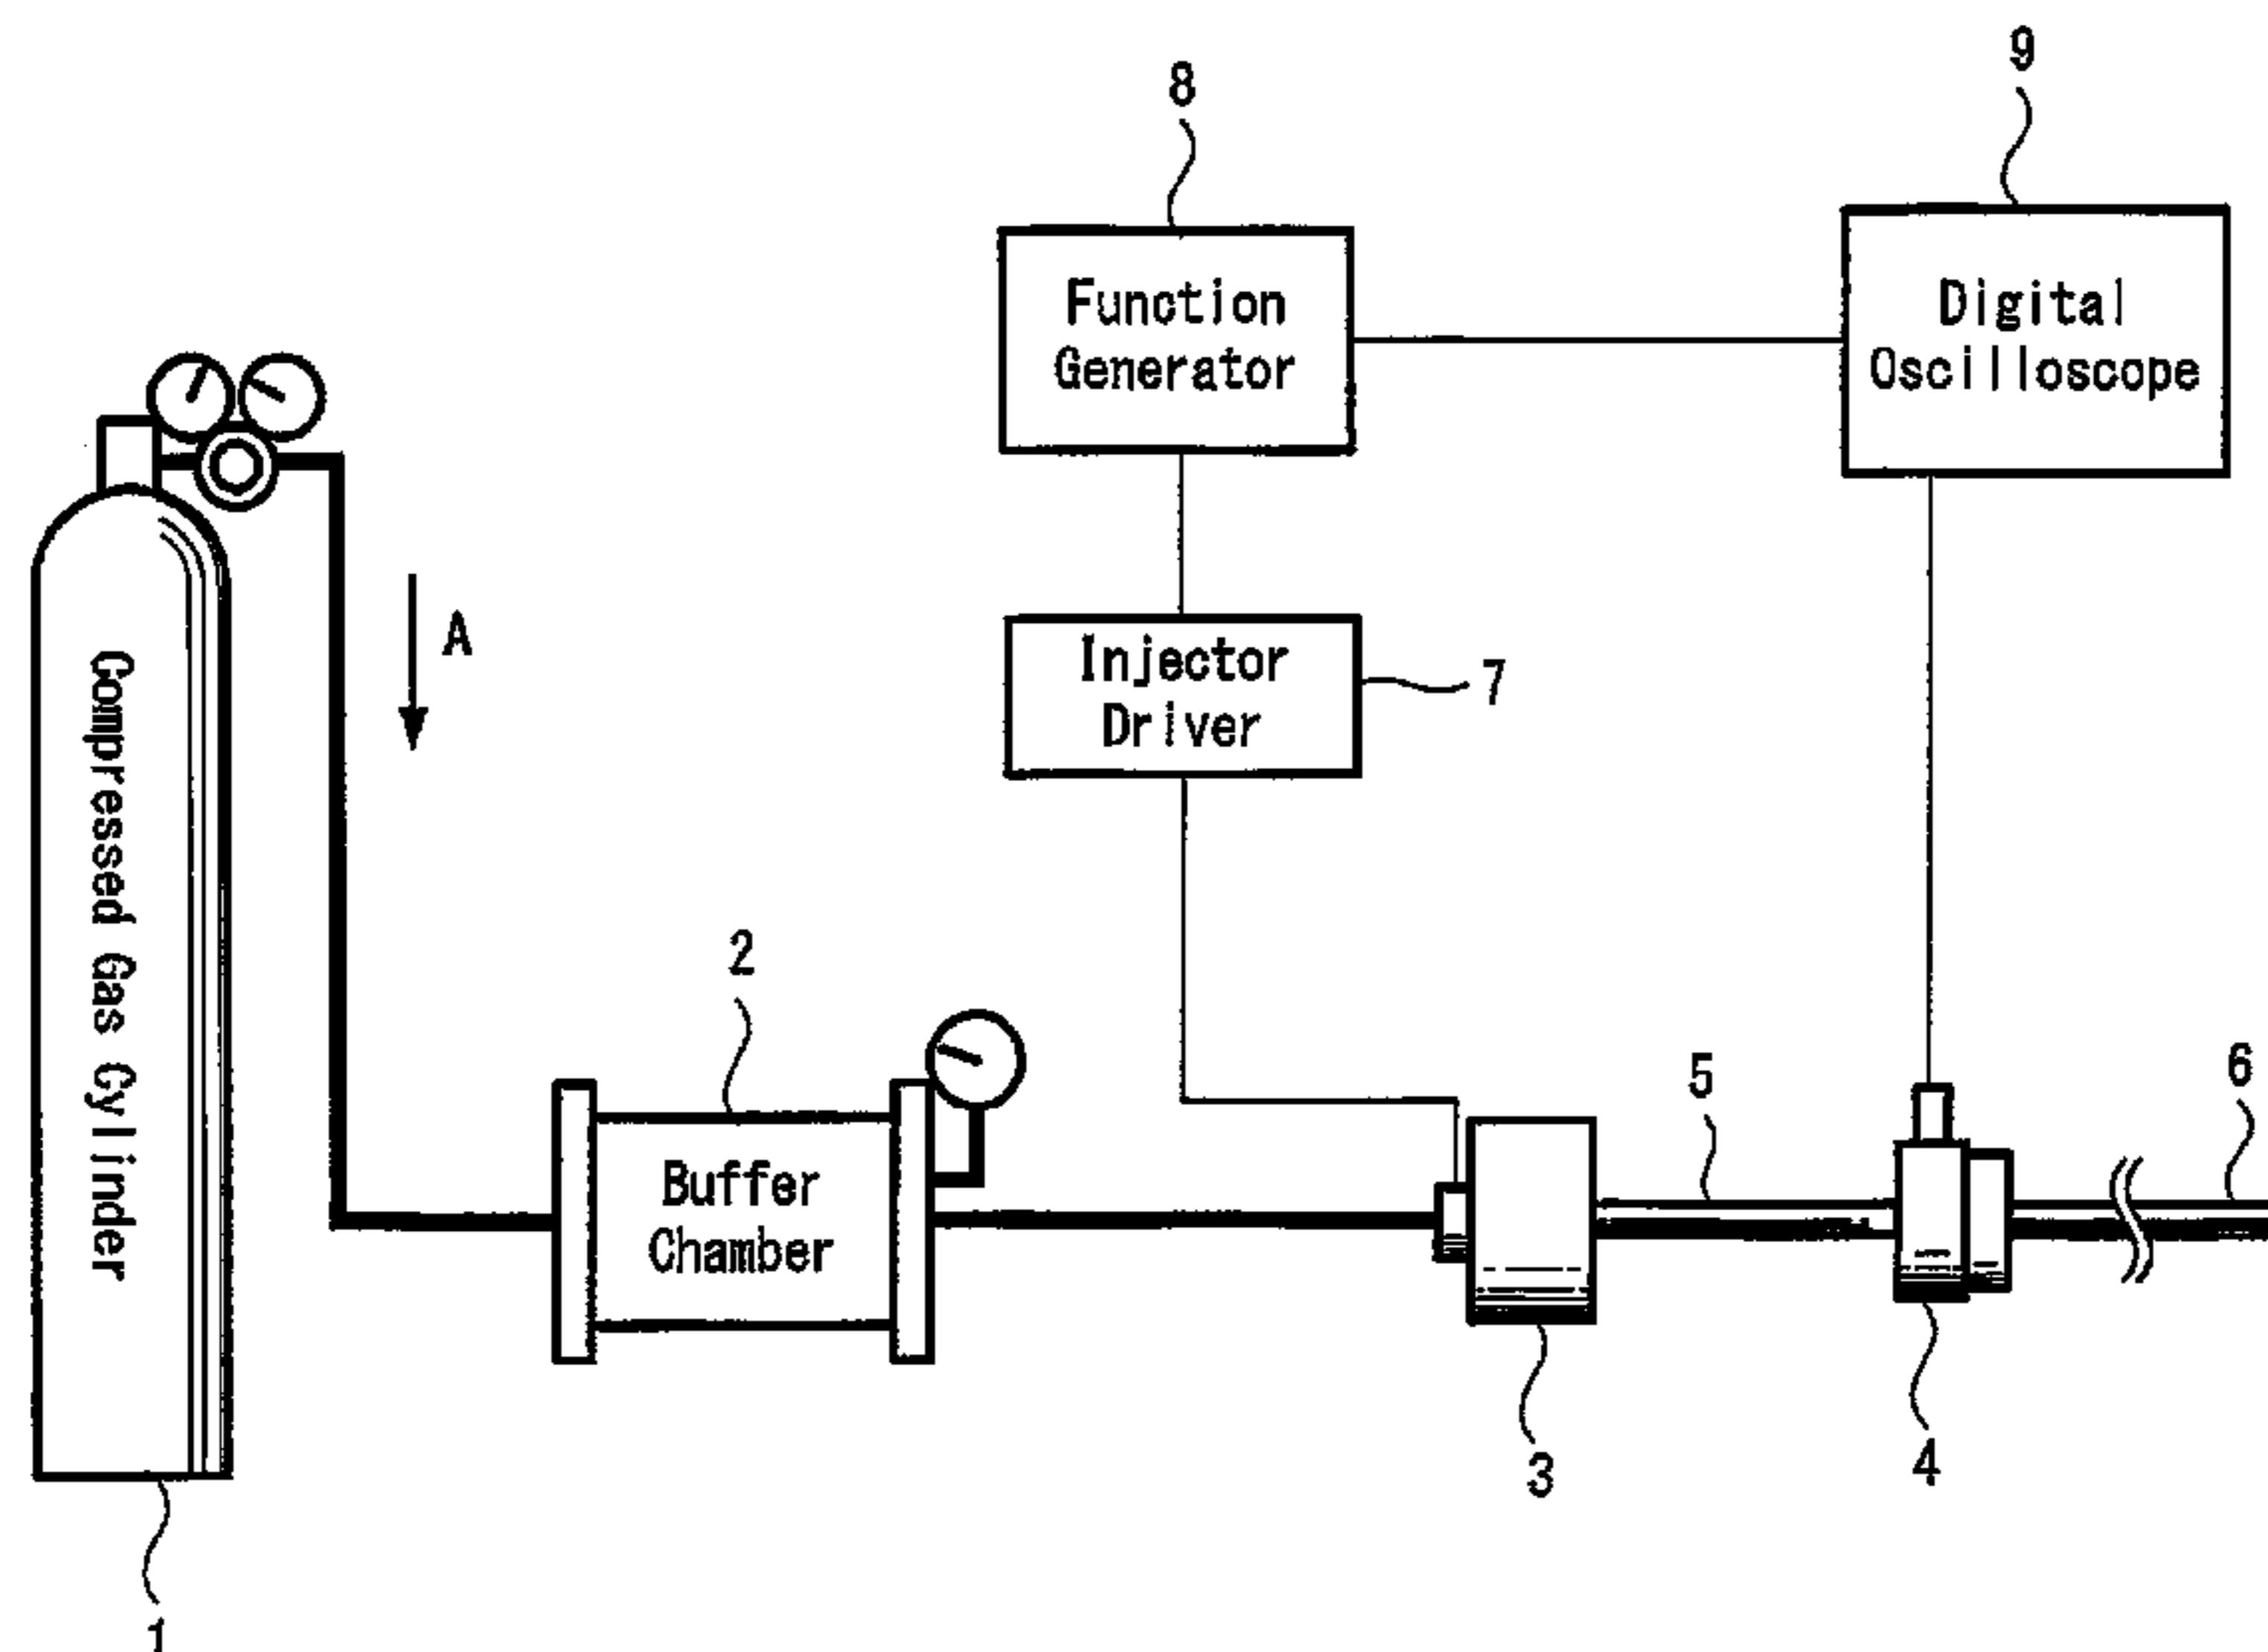 9
8
Function
Generator
Digital
Oscilloscope
A
Injector
Driver
7
Compressed Gas Cylinder
2
Buffer
Chamber
5
6
3
4
1